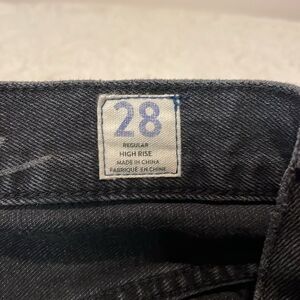 28
REGULAR
HIGH RISE
MADE IN CHINA
FABRIQUÉ EN CHINE